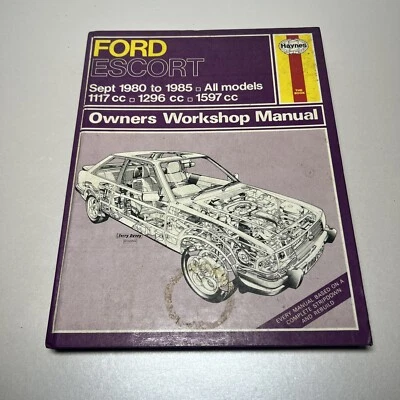 FORD
ESCORT
Haynes
Sept 1980 to 1985 □ All models
1117 cc □ 1296 cc □ 1597 cc
Owners Workshop Manual
EVERY MANUAL BASED ON A
COMPLETE STRIPDOWN
AND REBUILD